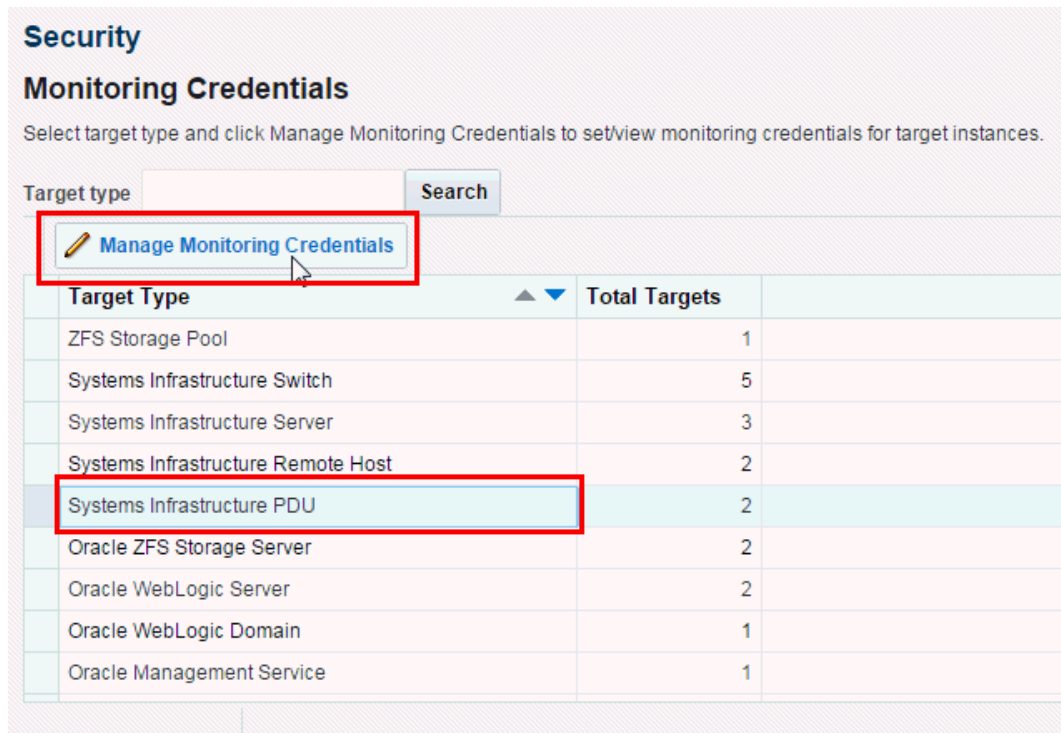 Security
Monitoring Credentials
Select target type and click Manage Monitoring Credentials to set/view monitoring credentials for target instances.
Target type Search
Manage Monitoring Credentials
Target Type Total Targets
ZFS Storage Pool 1
Systems Infrastructure Switch 5
Systems Infrastructure Server 3
Systems Infrastructure Remote Host 2
Systems Infrastructure PDU 2
Oracle ZFS Storage Server 2
Oracle WebLogic Server 2
Oracle WebLogic Domain 1
Oracle Management Service 1